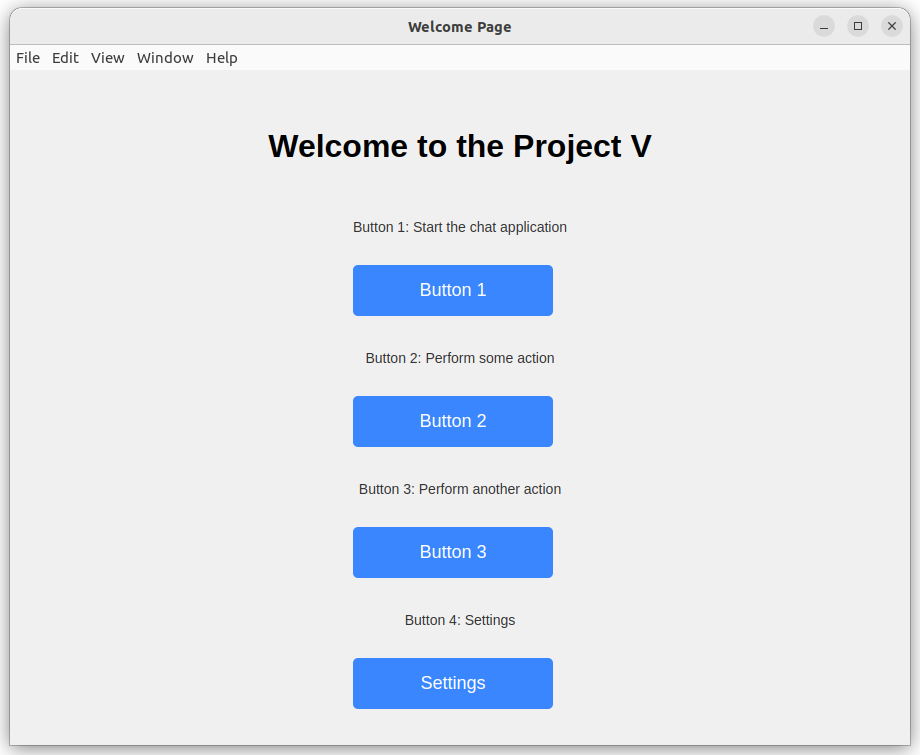 Welcome Page
File Edit View Window Help
Welcome to the Project V
Button 1: Start the chat application
Button 1
Button 2: Perform some action
Button 2
Button 3: Perform another action
Button 3
Button 4: Settings
Settings